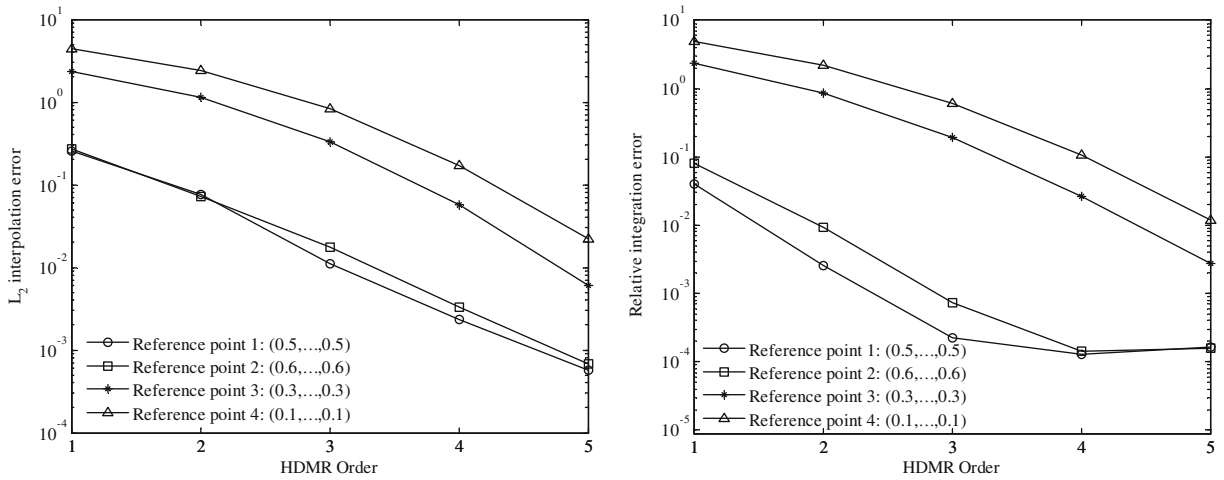 10^1
10^0
10^-1
10^-2
10^-3
10^-4
L_2 interpolation error
Reference point 1: (0.5,...,0.5)
Reference point 2: (0.6,...,0.6)
Reference point 3: (0.3,...,0.3)
Reference point 4: (0.1,...,0.1)
1 2 3 4 5
HDMR Order
10^1
10^0
10^-1
10^-2
10^-3
10^-4
10^-5
Relative integration error
Reference point 1: (0.5,...,0.5)
Reference point 2: (0.6,...,0.6)
Reference point 3: (0.3,...,0.3)
Reference point 4: (0.1,...,0.1)
1 2 3 4 5
HDMR Order